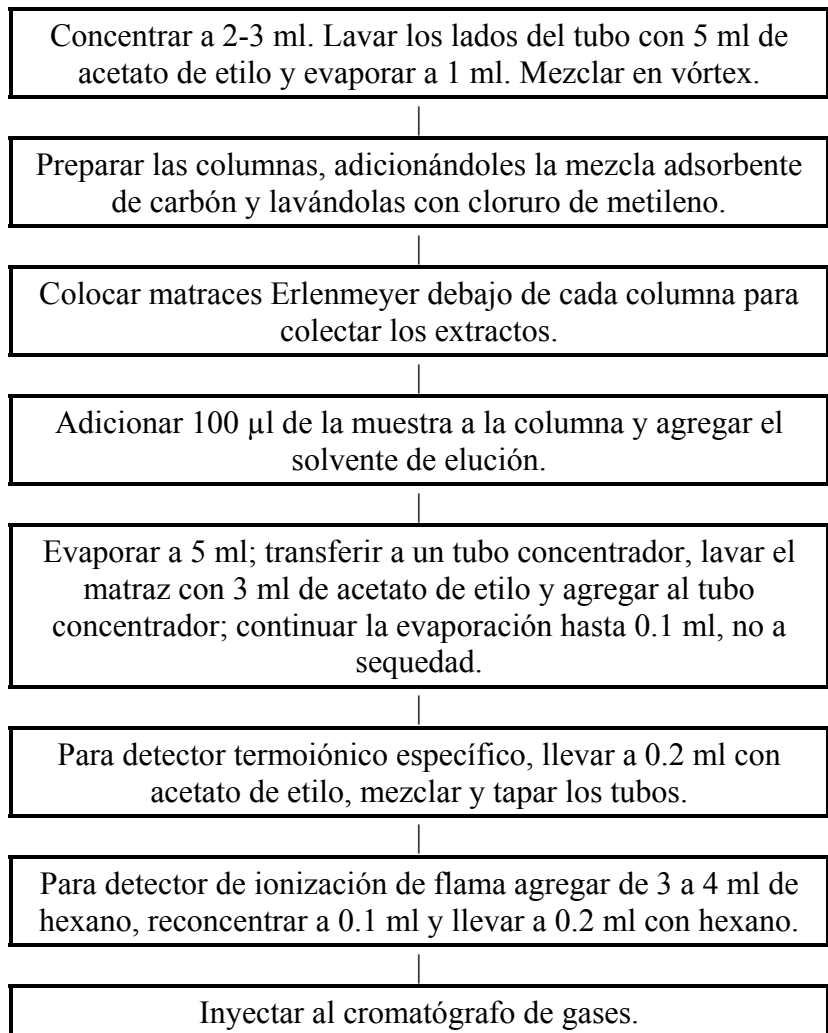 Concentrar a 2-3 ml. Lavar los lados del tubo con 5 ml de
acetato de etilo y evaporar a 1 ml. Mezclar en vórtex.
Preparar las columnas, adicionándoles la mezcla adsorbente
de carbón y lavándolas con cloruro de metileno.
Colocar matraces Erlenmeyer debajo de cada columna para
colectar los extractos.
Adicionar 100 µl de la muestra a la columna y agregar el
solvente de elución.
Evaporar a 5 ml; transferir a un tubo concentrador, lavar el
matraz con 3 ml de acetato de etilo y agregar al tubo
concentrador; continuar la evaporación hasta 0.1 ml, no a
sequedad.
Para detector termoiónico específico, llevar a 0.2 ml con
acetato de etilo, mezclar y tapar los tubos.
Para detector de ionización de flama agregar de 3 a 4 ml de
hexano, reconcentrar a 0.1 ml y llevar a 0.2 ml con hexano.
Inyectar al cromatógrafo de gases.